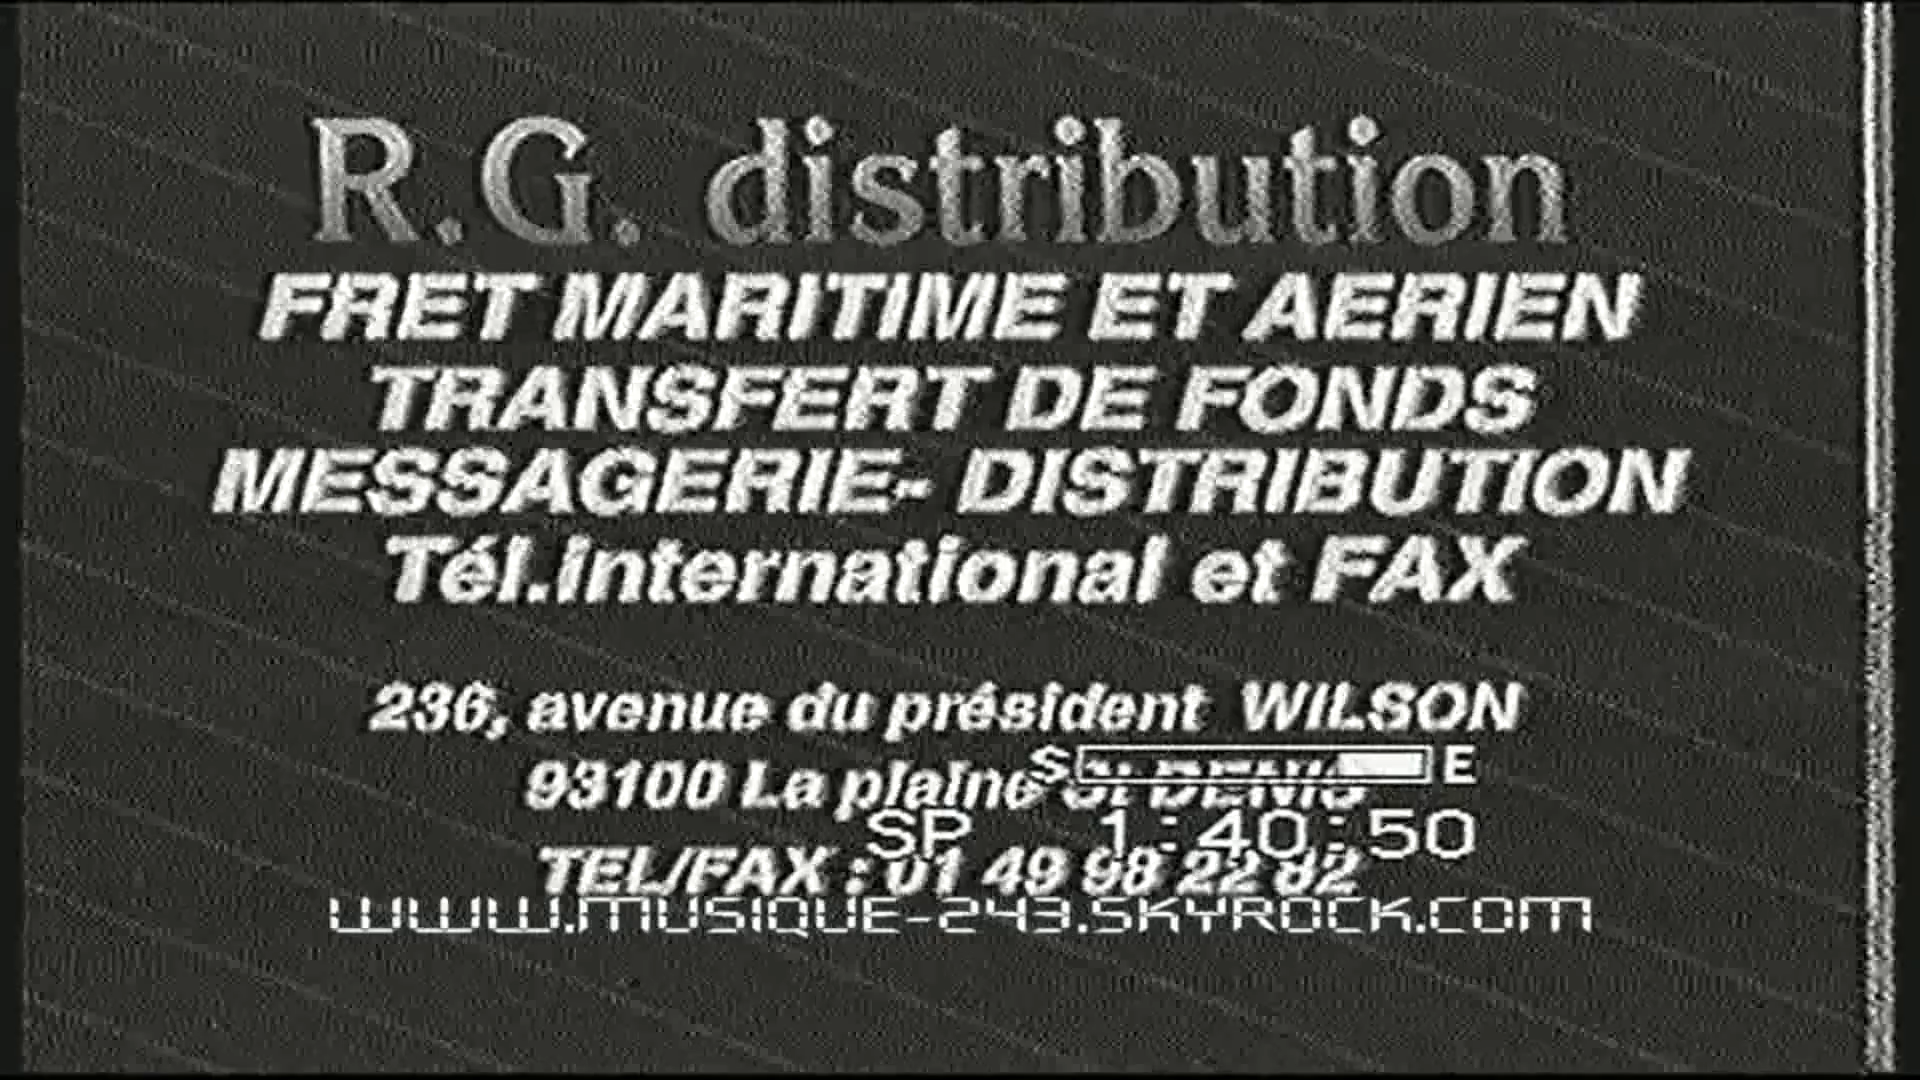 R.G. distribution
FRET MARITIME ET AERIEN
TRANSFERT DE FONDS
MESSAGERIE- DISTRIBUTION
Tél.international et FAX
236, avenue du président WILSON
93100 La plaine St DENIS
S E
SP 1:40:50
TEL/FAX : 01 49 98 22 82
WWW.MUSIQUE-243.SKYROCK.COM